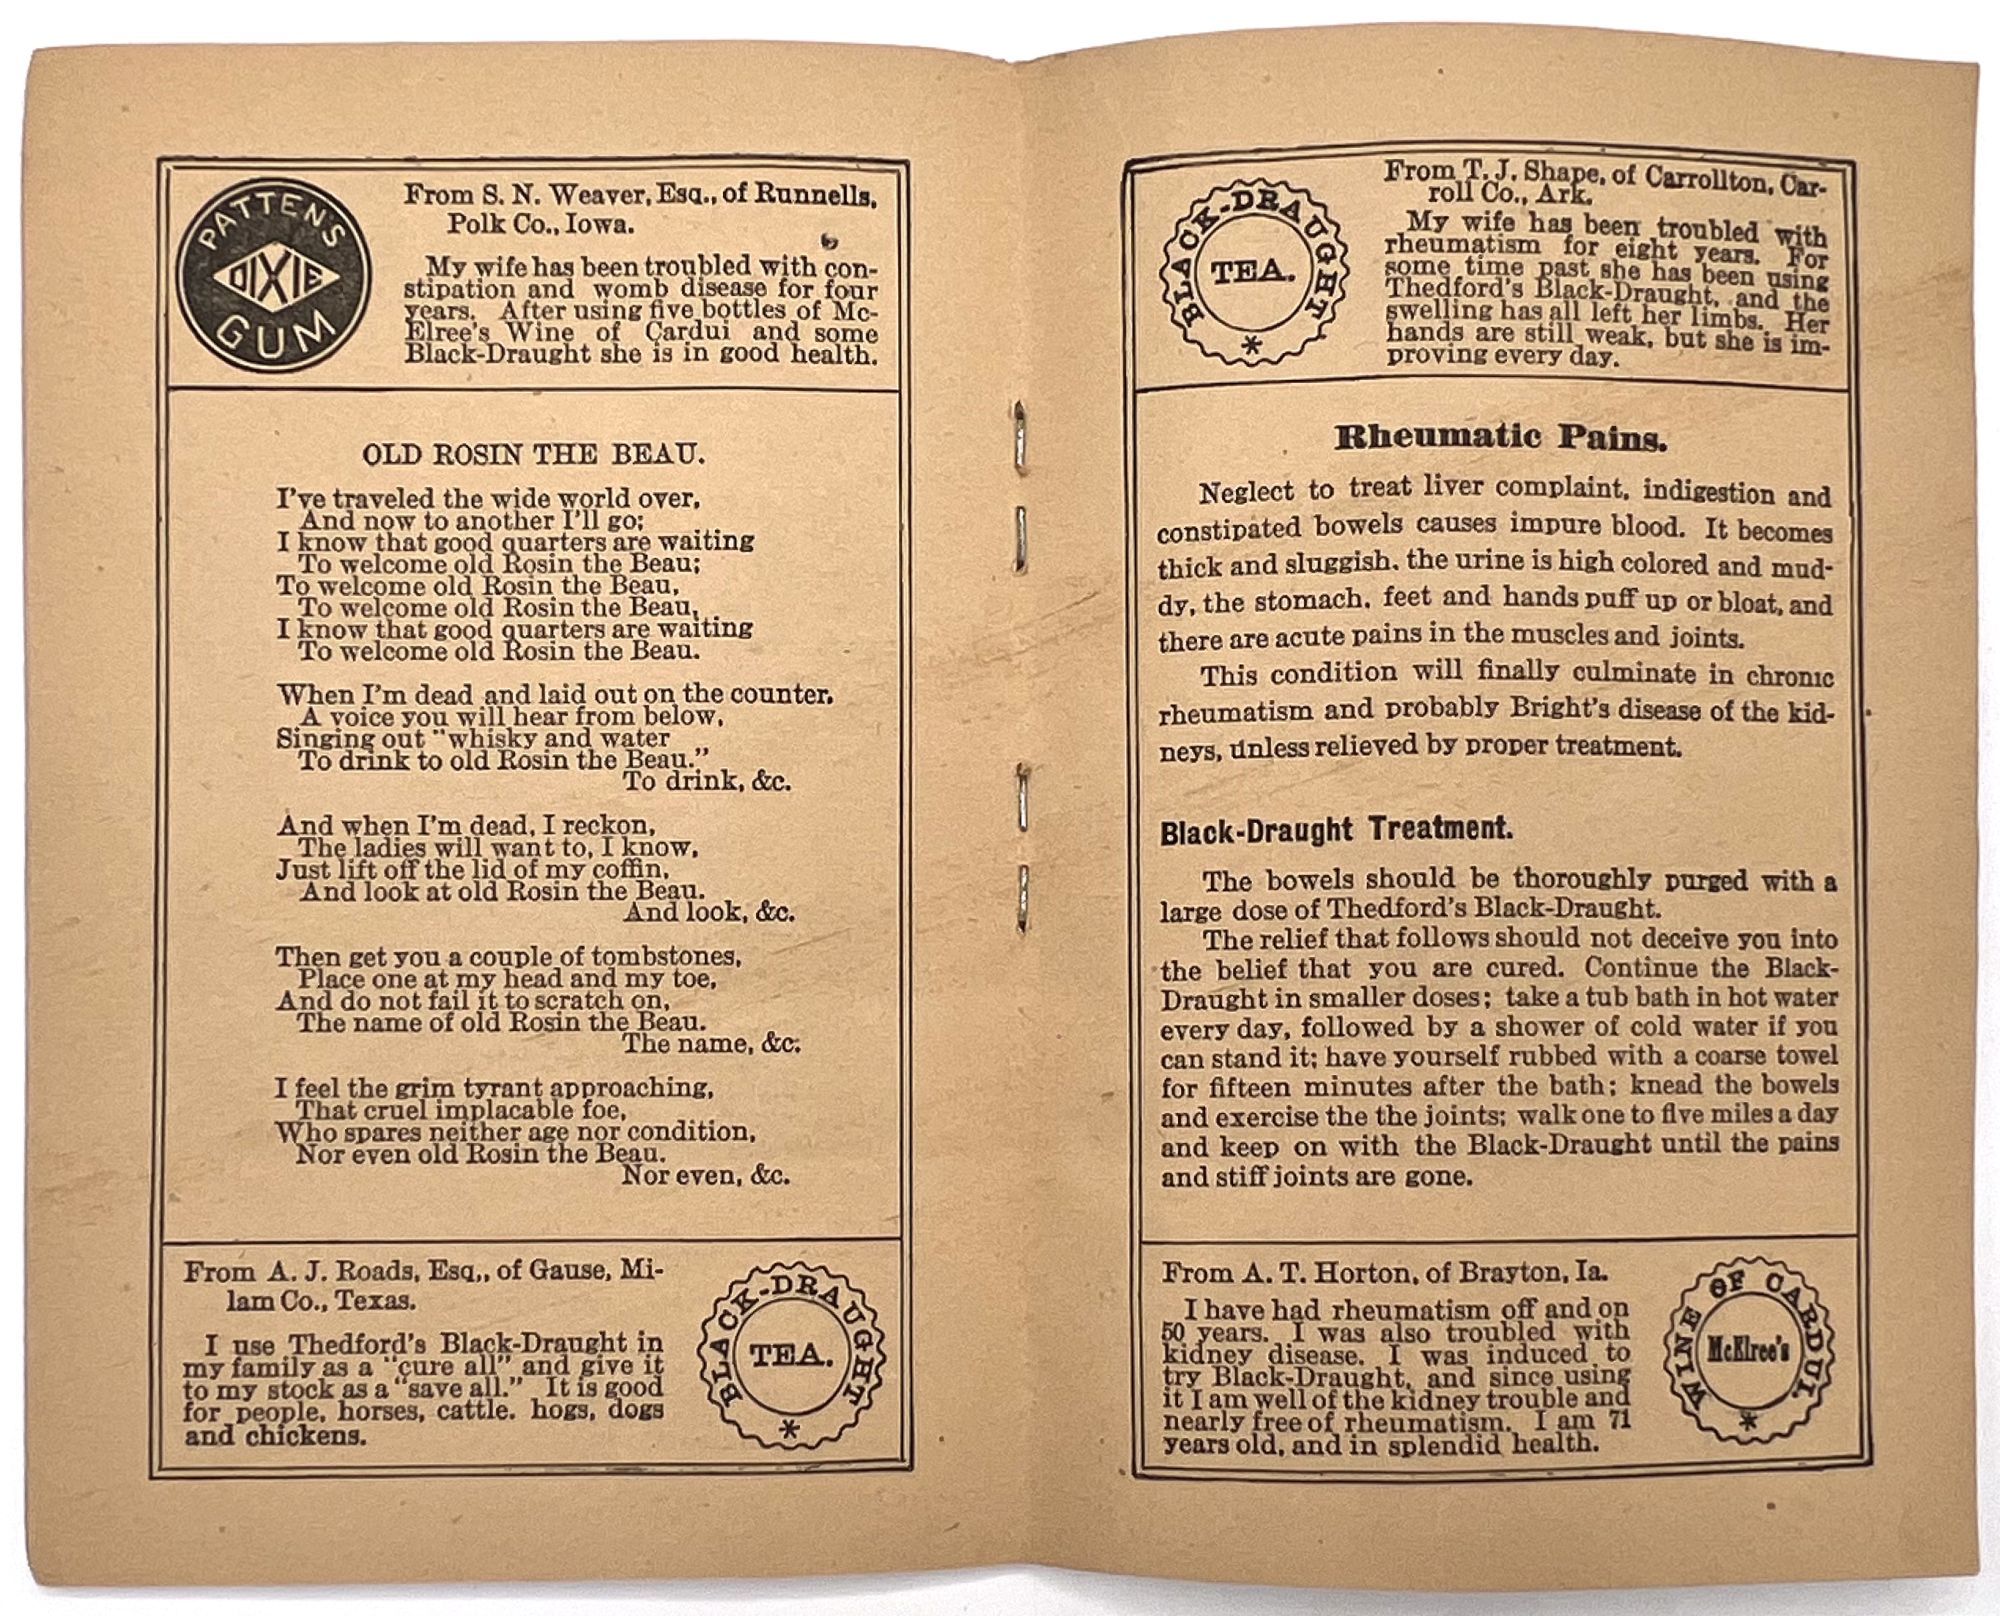 PATTEN'S
DIXIE
GUM
From S. N. Weaver, Esq., of Runnells,
Polk Co., Iowa.
My wife has been troubled with con-
stipation and womb disease for four
years. After using five bottles of Mc-
Elree's Wine of Cardui and some
Black-Draught she is in good health.
OLD ROSIN THE BEAU.
I've traveled the wide world over,
And now to another I'll go;
I know that good quarters are waiting
To welcome old Rosin the Beau;
To welcome old Rosin the Beau,
To welcome old Rosin the Beau,
I know that good quarters are waiting
To welcome old Rosin the Beau.
When I'm dead and laid out on the counter,
A voice you will hear from below,
Singing out "whisky and water
To drink to old Rosin the Beau."
To drink, &c.
And when I'm dead, I reckon,
The ladies will want to, I know,
Just lift off the lid of my coffin,
And look at old Rosin the Beau.
And look, &c.
Then get you a couple of tombstones,
Place one at my head and my toe,
And do not fail it to scratch on,
The name of old Rosin the Beau.
The name, &c.
I feel the grim tyrant approaching,
That cruel implacable foe,
Who spares neither age nor condition,
Nor even old Rosin the Beau.
Nor even, &c.
From A. J. Roads, Esq,, of Gause, Mi-
lam Co., Texas.
I use Thedford's Black-Draught in
my family as a "cure all" and give it
to my stock as a "save all." It is good
for people, horses, cattle. hogs, dogs
and chickens.
BLACK-DRAUGHT
TEA.
*
BLACK-DRAUGHT
TEA.
*
From T. J. Shape, of Carrollton, Car-
roll Co., Ark.
My wife has been troubled with
rheumatism for eight years. For
some time past she has been using
Thedford's Black-Draught, and the
swelling has all left her limbs. Her
hands are still weak, but she is im-
proving every day.
Rheumatic Pains.
Neglect to treat liver complaint, indigestion and
constipated bowels causes impure blood. It becomes
thick and sluggish. the urine is high colored and mud-
dy, the stomach. feet and hands puff up or bloat, and
there are acute pains in the muscles and joints.
This condition will finally culminate in chronic
rheumatism and probably Bright's disease of the kid-
neys, unless relieved by proper treatment.
Black-Draught Treatment.
The bowels should be thoroughly purged with a
large dose of Thedford's Black-Draught.
The relief that follows should not deceive you into
the belief that you are cured. Continue the Black-
Draught in smaller doses; take a tub bath in hot water
every day, followed by a shower of cold water if you
can stand it; have yourself rubbed with a coarse towel
for fifteen minutes after the bath; knead the bowels
and exercise the the joints; walk one to five miles a day
and keep on with the Black-Draught until the pains
and stiff joints are gone.
From A. T. Horton, of Brayton, Ia.
I have had rheumatism off and on
50 years. I was also troubled with
kidney disease. I was induced to
try Black-Draught, and since using
it I am well of the kidney trouble and
nearly free of rheumatism. I am 71
years old, and in splendid health.
WINE OF CARDUI
McElree's
*